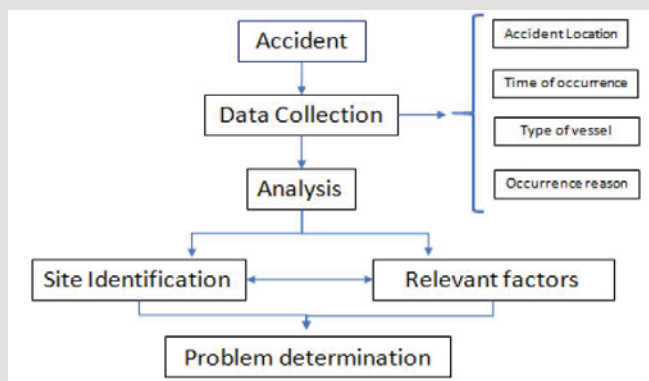 Accident
Data Collection
Accident Location
Time of occurrence
Type of vessel
Occurrence reason
Analysis
Site Identification
Relevant factors
Problem determination